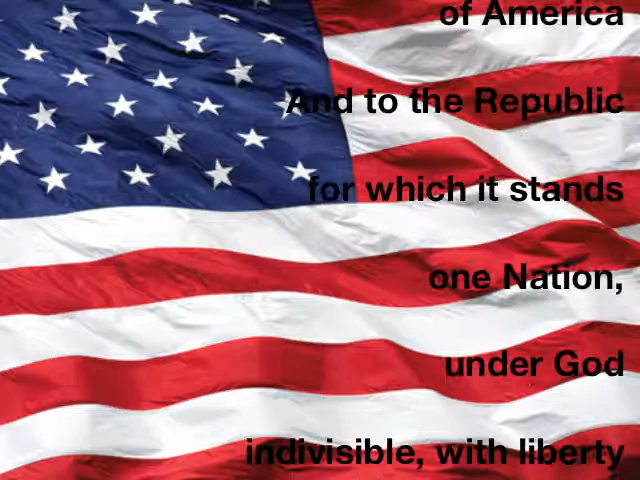 of America
And to the Republic
for which it stands
one Nation,
under God
indivisible, with liberty